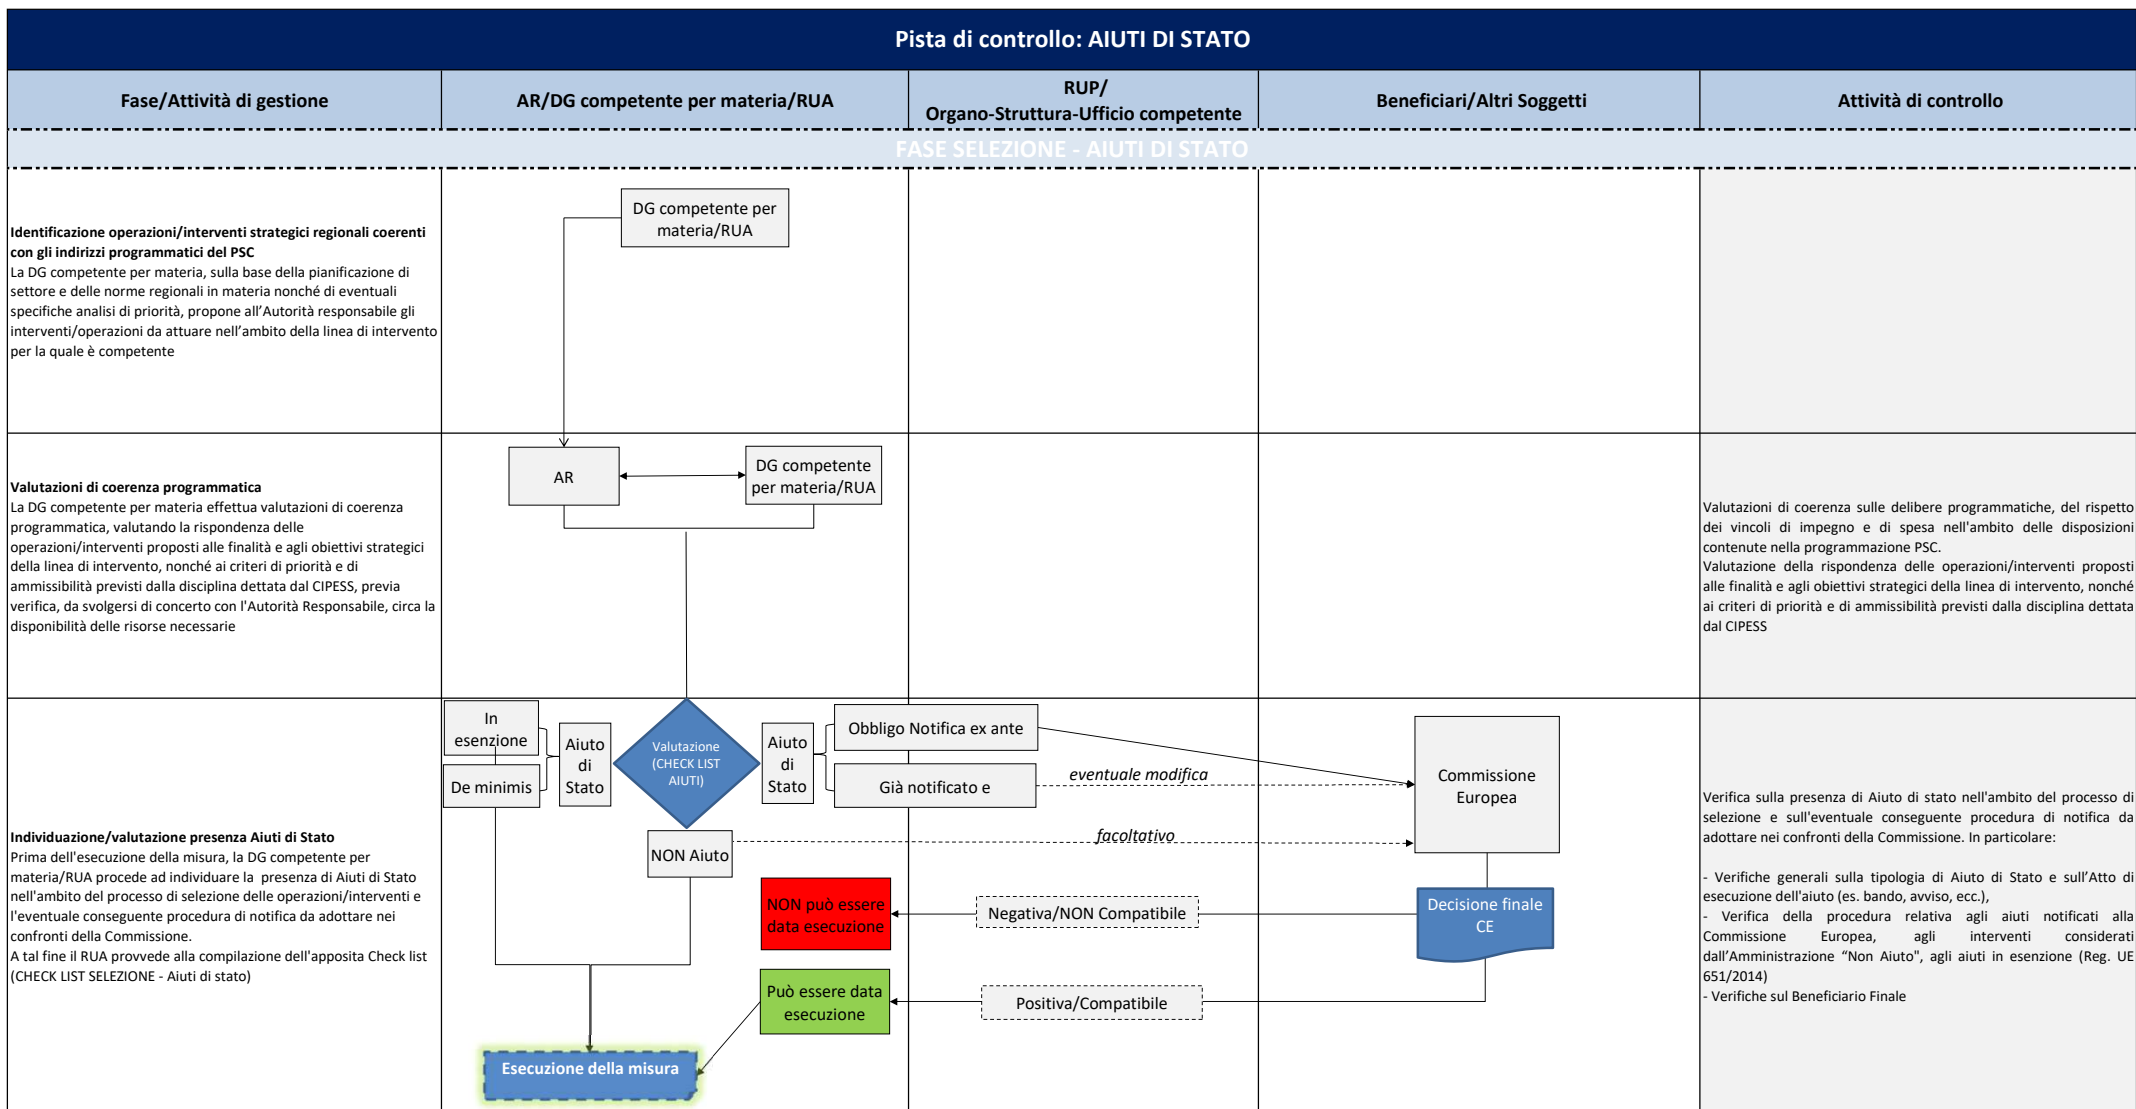 Pista di controllo: AIUTI DI STATO
Fase/Attività di gestione
AR/DG competente per materia/RUA
RUP/
Organo-Struttura-Ufficio competente
Beneficiari/Altri Soggetti
Attività di controllo
FASE SELEZIONE - AIUTI DI STATO
Identificazione operazioni/interventi strategici regionali coerenti
con gli indirizzi programmatici del PSC
La DG competente per materia, sulla base della pianificazione di
settore e delle norme regionali in materia nonché di eventuali
specifiche analisi di priorità, propone all’Autorità responsabile gli
interventi/operazioni da attuare nell’ambito della linea di intervento
per la quale è competente
DG competente per
materia/RUA
Valutazioni di coerenza programmatica
La DG competente per materia effettua valutazioni di coerenza
programmatica, valutando la rispondenza delle
operazioni/interventi proposti alle finalità e agli obiettivi strategici
della linea di intervento, nonché ai criteri di priorità e di
ammissibilità previsti dalla disciplina dettata dal CIPESS, previa
verifica, da svolgersi di concerto con l'Autorità Responsabile, circa la
disponibilità delle risorse necessarie
AR
DG competente
per materia/RUA
Valutazioni di coerenza sulle delibere programmatiche, del rispetto
dei vincoli di impegno e di spesa nell'ambito delle disposizioni
contenute nella programmazione PSC.
Valutazione della rispondenza delle operazioni/interventi proposti
alle finalità e agli obiettivi strategici della linea di intervento, nonché
ai criteri di priorità e di ammissibilità previsti dalla disciplina dettata
dal CIPESS
Individuazione/valutazione presenza Aiuti di Stato
Prima dell'esecuzione della misura, la DG competente per
materia/RUA procede ad individuare la  presenza di Aiuti di Stato
nell'ambito del processo di selezione delle operazioni/interventi e
l'eventuale conseguente procedura di notifica da adottare nei
confronti della Commissione.
A tal fine il RUA provvede alla compilazione dell'apposita Check list
(CHECK LIST SELEZIONE - Aiuti di stato)
In
esenzione
De minimis
Aiuto
di
Stato
Valutazione
(CHECK LIST
AIUTI)
Aiuto
di
Stato
Obbligo Notifica ex ante
Già notificato e
eventuale modifica
Commissione
Europea
NON Aiuto
facoltativo
NON può essere
data esecuzione
Negativa/NON Compatibile
Decisione finale
CE
Può essere data
esecuzione
Positiva/Compatibile
Esecuzione della misura
Verifica sulla presenza di Aiuto di stato nell'ambito del processo di
selezione e sull'eventuale conseguente procedura di notifica da
adottare nei confronti della Commissione. In particolare:
- Verifiche generali sulla tipologia di Aiuto di Stato e sull’Atto di
esecuzione dell'aiuto (es. bando, avviso, ecc.),
- Verifica della procedura relativa agli aiuti notificati alla
Commissione Europea, agli interventi considerati
dall’Amministrazione “Non Aiuto", agli aiuti in esenzione (Reg. UE
651/2014)
- Verifiche sul Beneficiario Finale